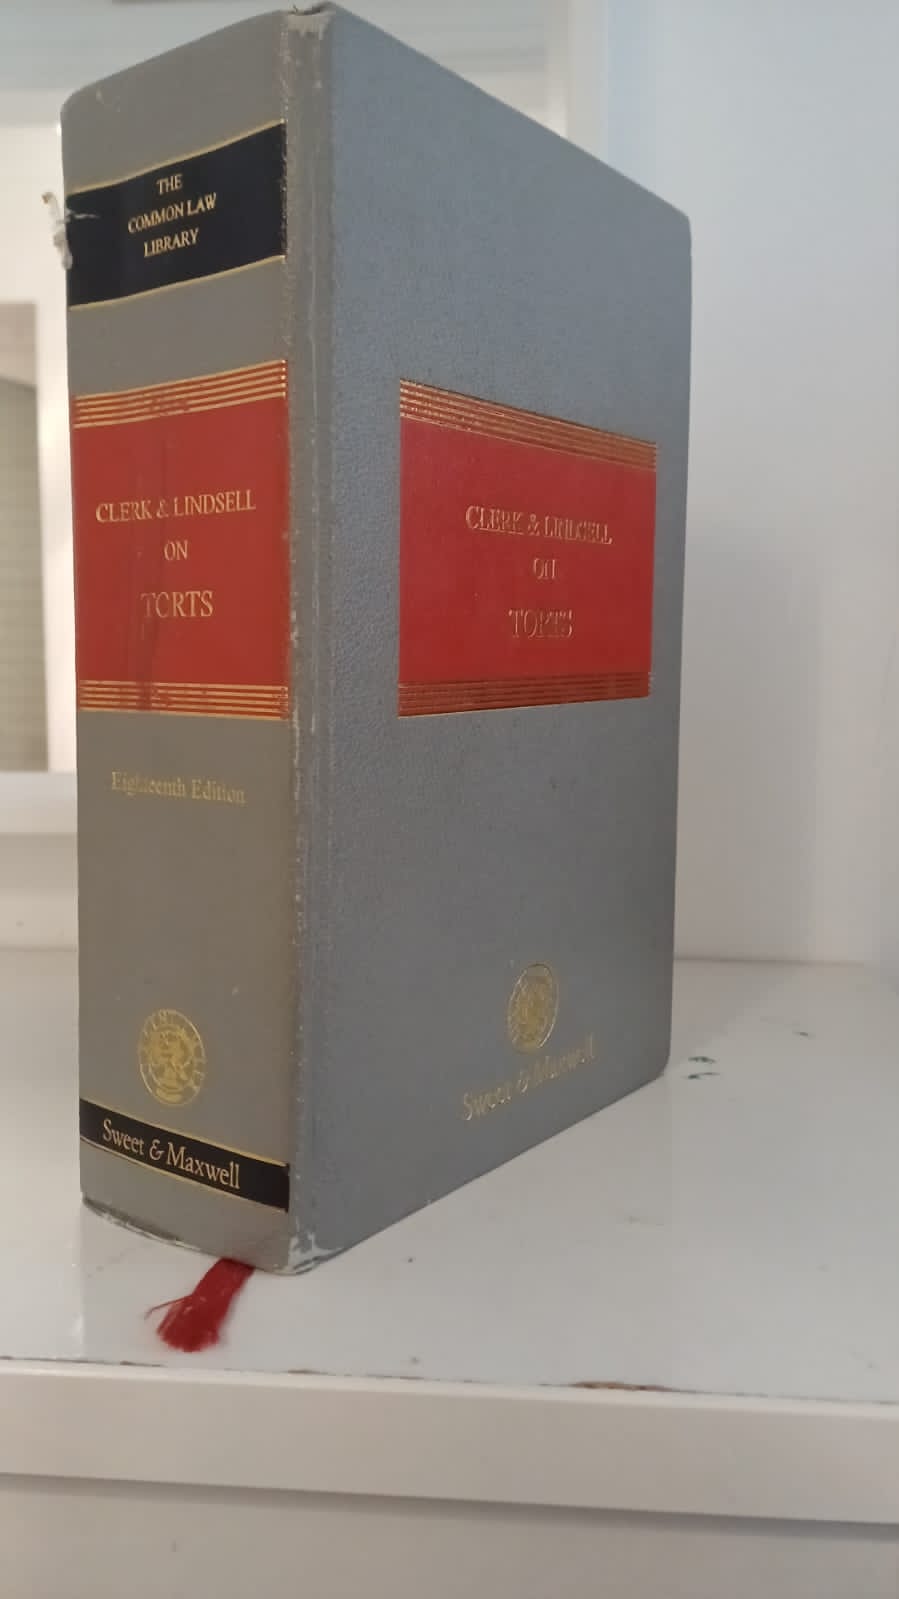 THE
COMMON LAW
LIBRARY
CLERK & LINDSELL
ON
TORTS
Eighteenth Edition
Sweet & Maxwell
CLERK & LINDSELL
ON
TORTS
Sweet & Maxwell